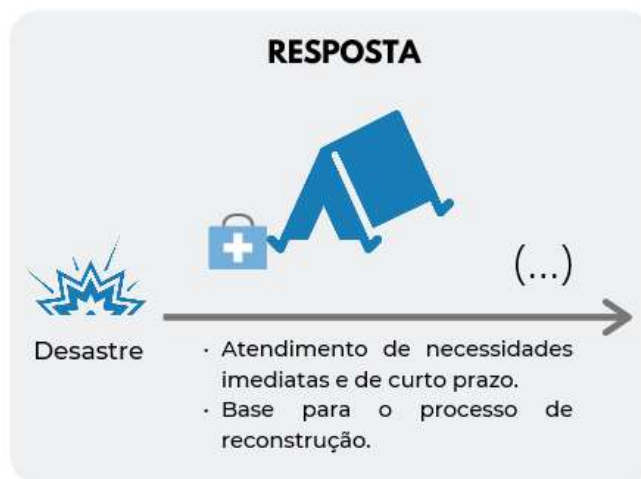 RESPOSTA
(...)
Desastre
· Atendimento de necessidades
imediatas e de curto prazo.
· Base para o processo de
reconstrução.